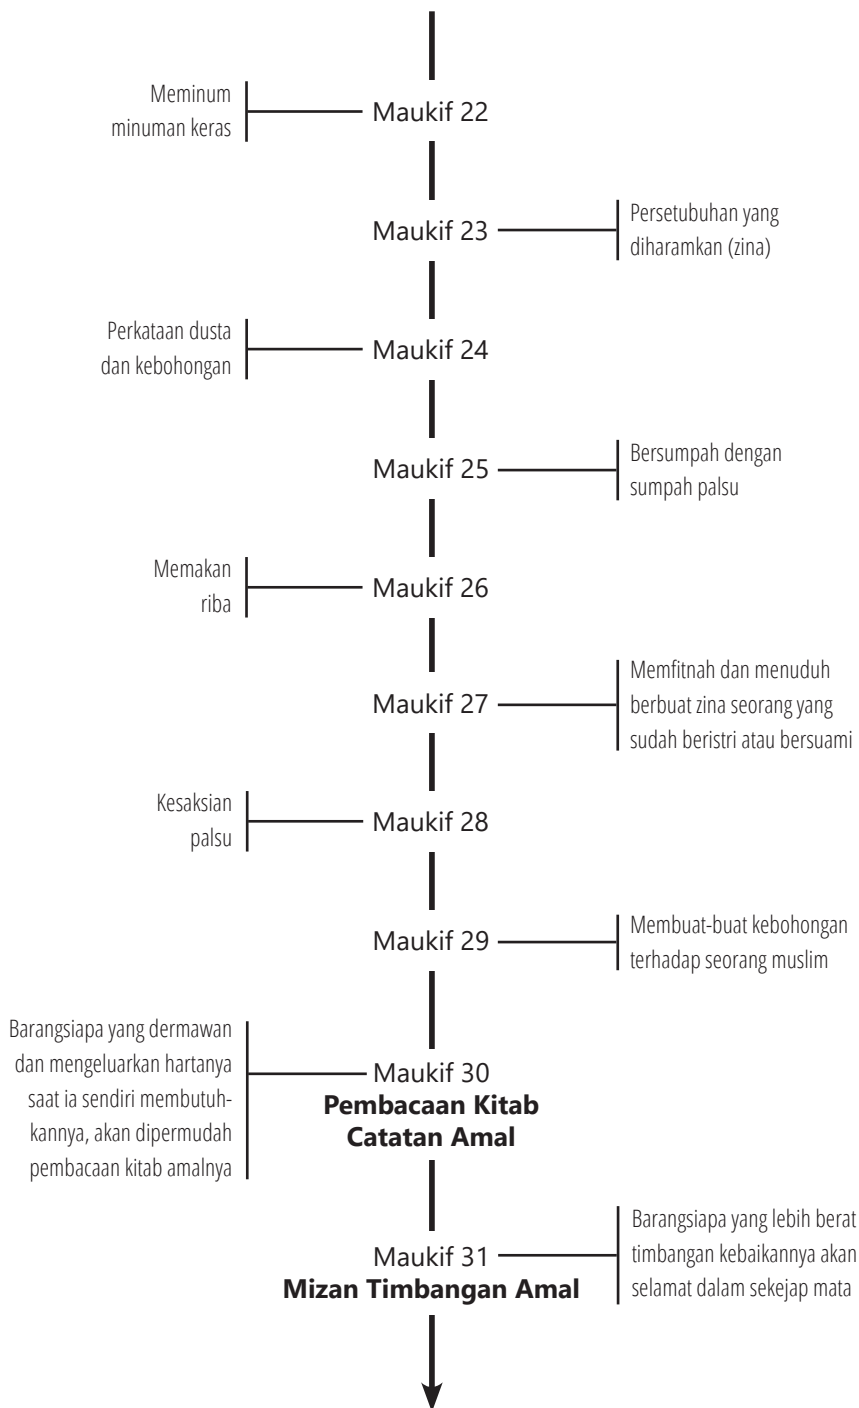 Meminum
minuman keras
Maukif 22
Maukif 23
Persetubuhan yang
diharamkan (zina)
Perkataan dusta
dan kebohongan
Maukif 24
Maukif 25
Bersumpah dengan
sumpah palsu
Memakan
riba
Maukif 26
Maukif 27
Memfitnah dan menuduh
berbuat zina seorang yang
sudah beristri atau bersuami
Kesaksian
palsu
Maukif 28
Maukif 29
Membuat-buat kebohongan
terhadap seorang muslim
Barangsiapa yang dermawan
dan mengeluarkan hartanya
saat ia sendiri membutuh-
kannya, akan dipermudah
pembacaan kitab amalnya
Maukif 30
Pembacaan Kitab
Catatan Amal
Maukif 31
Mizan Timbangan Amal
Barangsiapa yang lebih berat
timbangan kebaikannya akan
selamat dalam sekejap mata